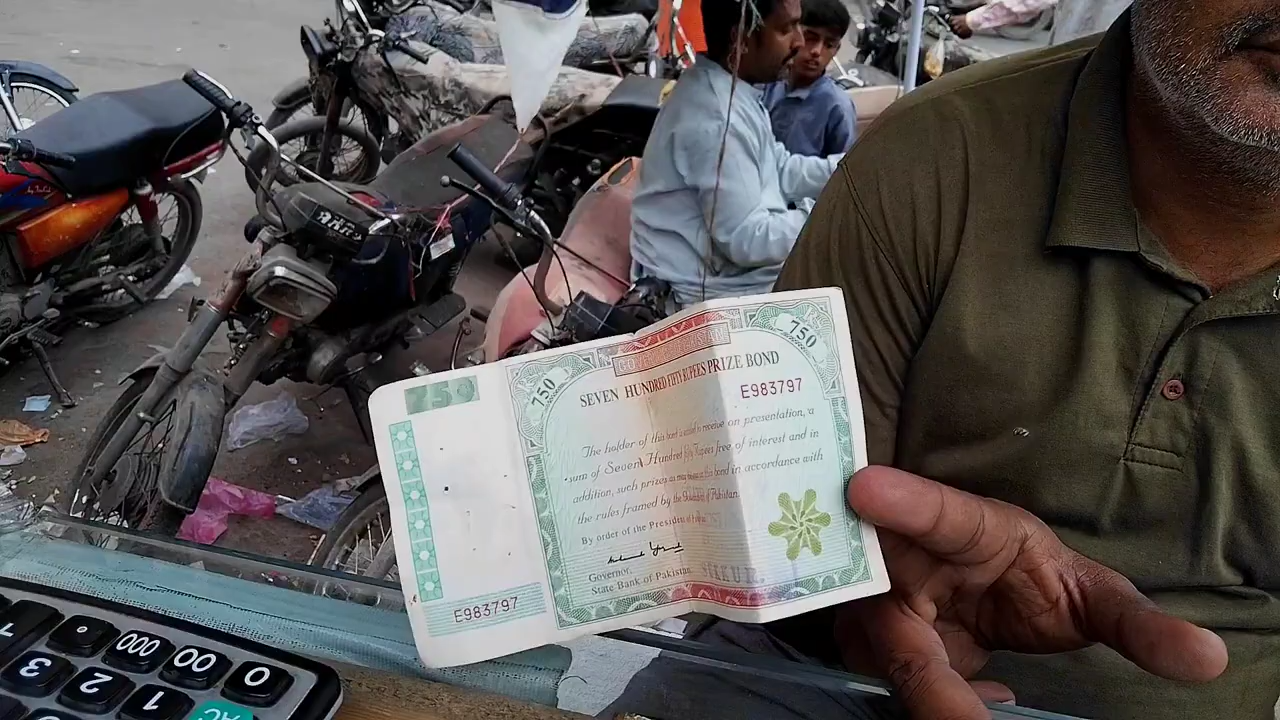 750
GOVERNMENT OF PAKISTAN
750
750
SEVEN HUNDRED FIFTY RUPEES PRIZE BOND
E983797
The holder of this bond is entitled to receive on presentation, a
sum of Seven Hundred fifty Rupees free of interest and in
addition, such prizes as may accrue on this bond in accordance with
the rules framed by the Government of Pakistan.
By order of the President of Pakistan
Governor,
State Bank of Pakistan.
SUKKUR.
E983797
000
00
0
3
2
1
AC